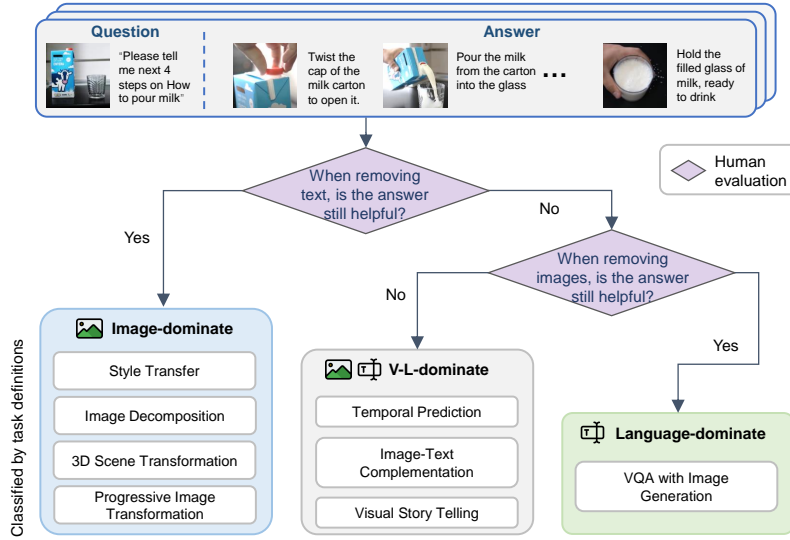 Question
Answer
"Please tell
me next 4
steps on How
to pour milk"
Twist the
cap of the
milk carton
to open it.
Pour the milk
from the carton
into the glass
...
Hold the
filled glass of
milk, ready
to drink
When removing
text, is the answer
still helpful?
Human
evaluation
Yes
No
When removing
images, is the answer
still helpful?
No
Yes
Classified by task definitions
Image-dominate
Style Transfer
Image Decomposition
3D Scene Transformation
Progressive Image
Transformation
T V-L-dominate
Temporal Prediction
Image-Text
Complementation
Visual Story Telling
T Language-dominate
VQA with Image
Generation